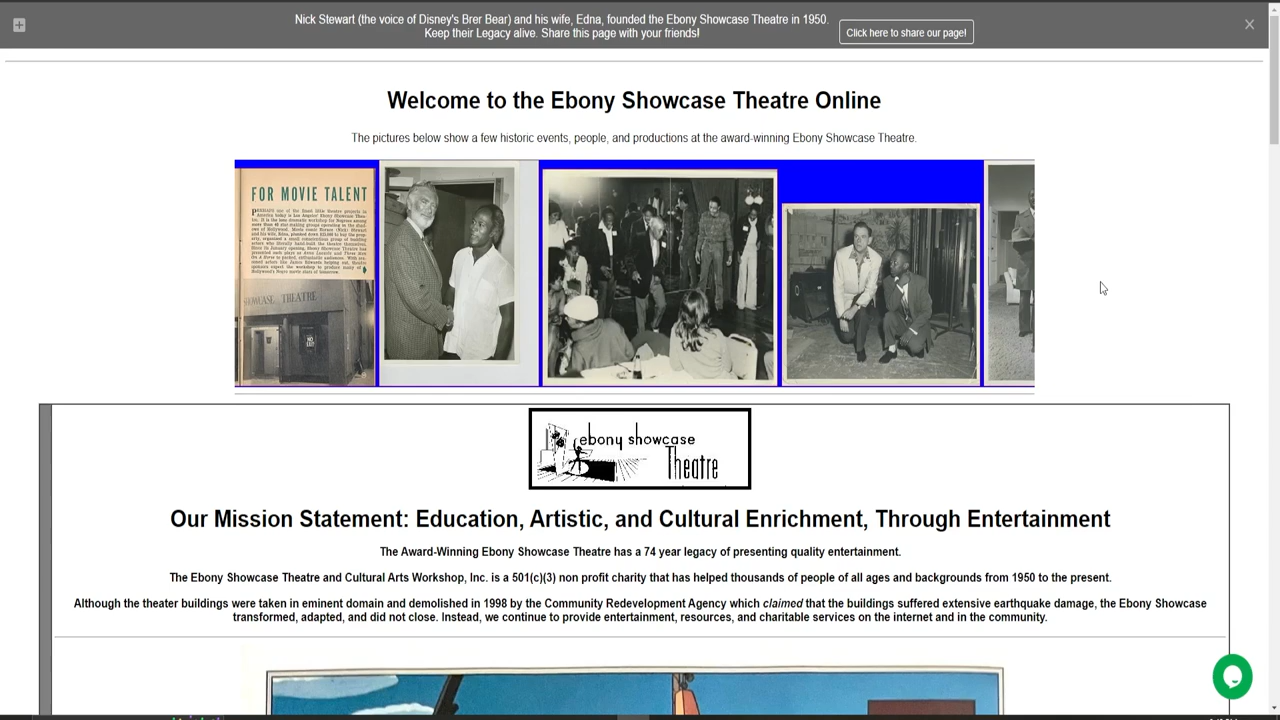 Nick Stewart (the voice of Disney's Brer Bear) and his wife, Edna, founded the Ebony Showcase Theatre in 1950.
Keep their Legacy alive. Share this page with your friends!
Click here to share our page!
Welcome to the Ebony Showcase Theatre Online
The pictures below show a few historic events, people, and productions at the award-winning Ebony Showcase Theatre.
FOR MOVIE TALENT
SHOWCASE THEATRE
NO EXIT
ebony showcase
Theatre
Our Mission Statement: Education, Artistic, and Cultural Enrichment, Through Entertainment
The Award-Winning Ebony Showcase Theatre has a 74 year legacy of presenting quality entertainment.
The Ebony Showcase Theatre and Cultural Arts Workshop, Inc. is a 501(c)(3) non profit charity that has helped thousands of people of all ages and backgrounds from 1950 to the present.
Although the theater buildings were taken in eminent domain and demolished in 1998 by the Community Redevelopment Agency which claimed that the buildings suffered extensive earthquake damage, the Ebony Showcase
transformed, adapted, and did not close. Instead, we continue to provide entertainment, resources, and charitable services on the internet and in the community.